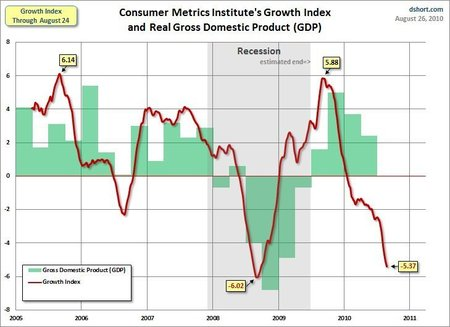 Growth Index
Through August 24
Consumer Metrics Institute's Growth Index
and Real Gross Domestic Product (GDP)
dshort.com
August 26, 2010
Recession
estimated end=>
6.14
5.88
-6.02
-5.37
6
4
2
0
-2
-4
-6
-8
Gross Domestic Product (GDP)
Growth Index
2005 2006 2007 2008 2009 2010 2011